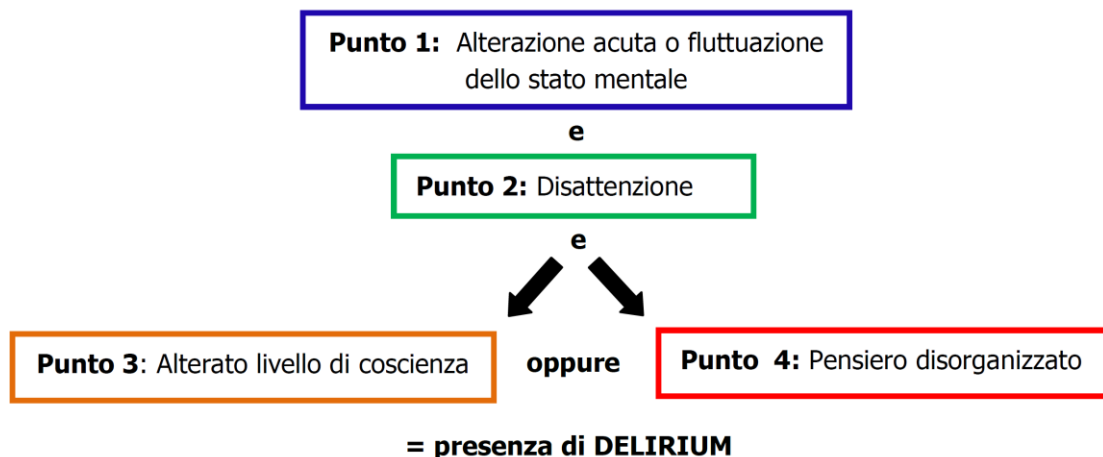 Punto 1: Alterazione acuta o fluttuazione
dello stato mentale
e
Punto 2: Disattenzione
e
Punto 3: Alterato livello di coscienza
oppure
Punto 4: Pensiero disorganizzato
= presenza di DELIRIUM